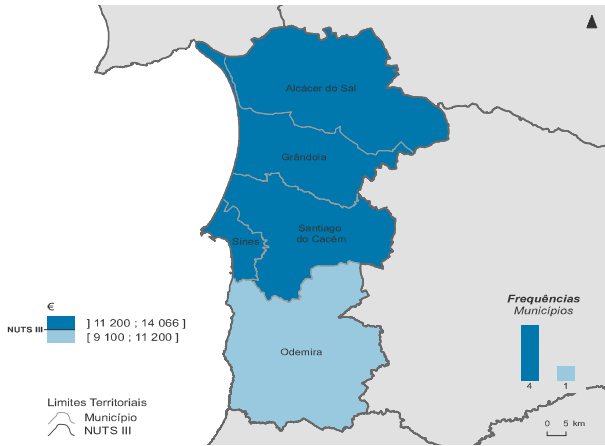 Alcácer do Sal
Grândola
Santiago
do Cacém
Sines
Odemira
€
NUTS III
] 11 200 ; 14 066 ]
[ 9 100 ; 11 200 ]
Limites Territoriais
Município
NUTS III
Frequências
Municípios
4 1
0 5 km